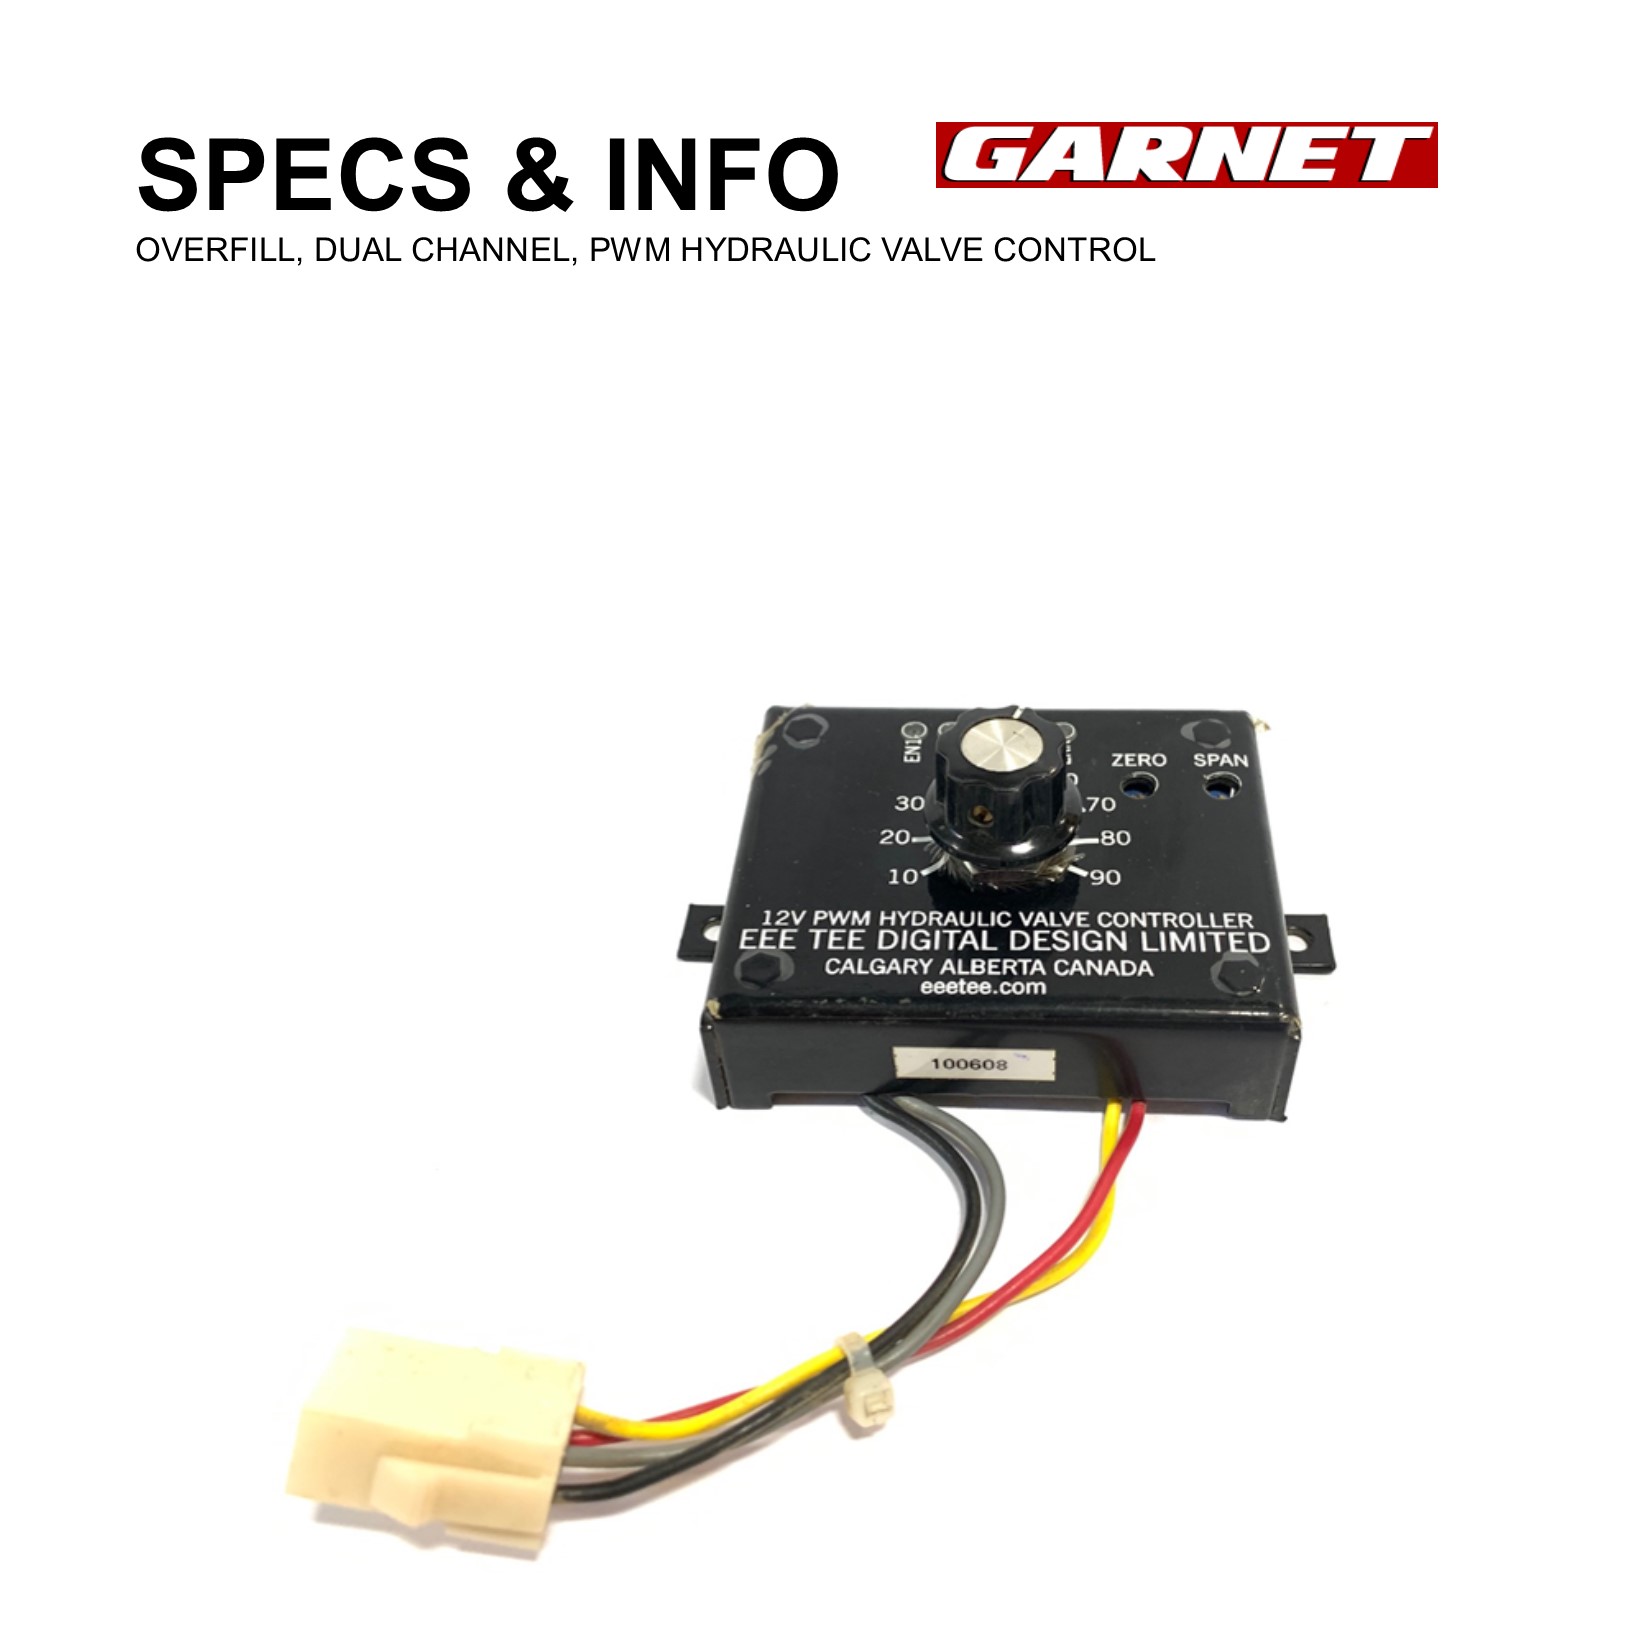 SPECS & INFO
GARNET
OVERFILL, DUAL CHANNEL, PWM HYDRAULIC VALVE CONTROL
EN1
ZERO SPAN
30 70
20 80
10 90
12V PWM HYDRAULIC VALVE CONTROLLER
EEE TEE DIGITAL DESIGN LIMITED
CALGARY ALBERTA CANADA
eeetee.com
100608